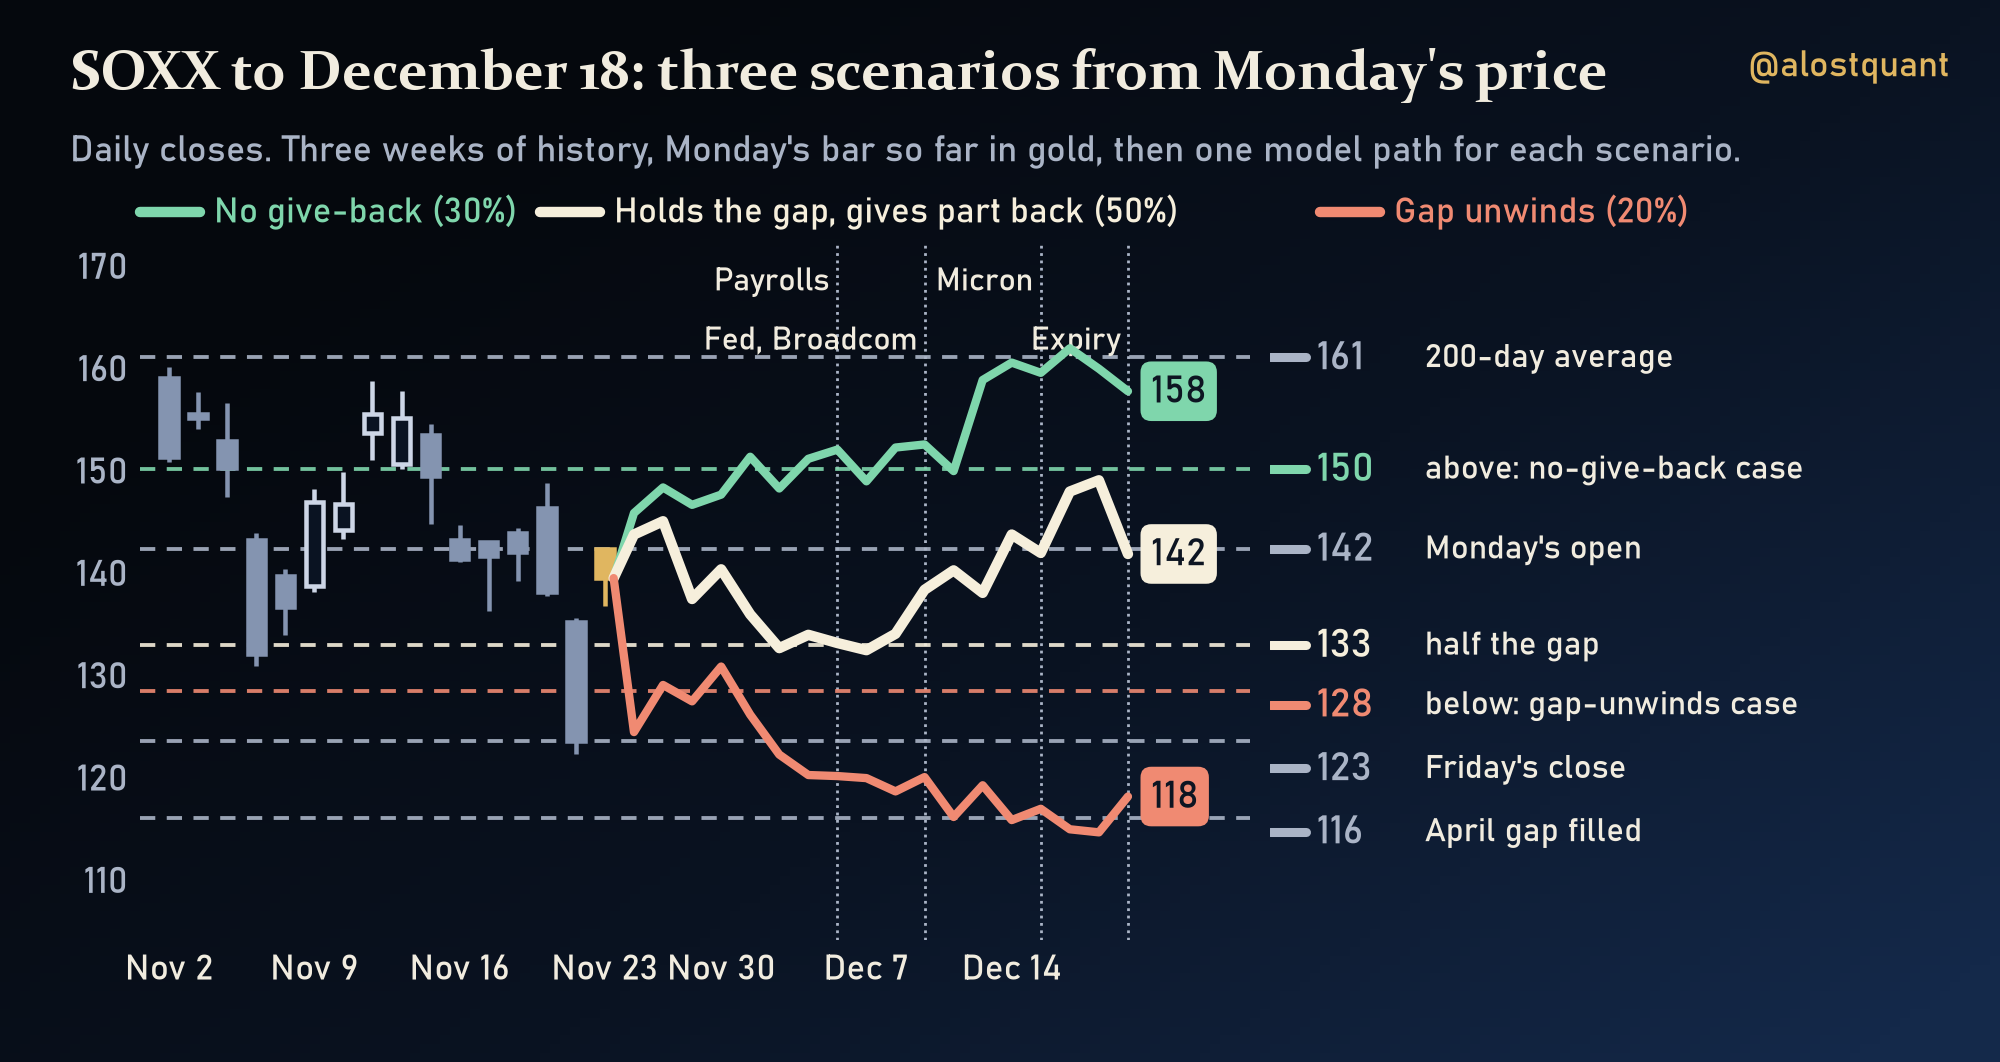 SOXX to December 18: three scenarios from Monday's price
@alostquant
Daily closes. Three weeks of history, Monday's bar so far in gold, then one model path for each scenario.
No give-back (30%)
Holds the gap, gives part back (50%)
Gap unwinds (20%)
170
160
150
140
130
120
110
Payrolls
Micron
Fed, Broadcom
Expiry
158
142
118
161 200-day average
150 above: no-give-back case
142 Monday's open
133 half the gap
128 below: gap-unwinds case
123 Friday's close
116 April gap filled
Nov 2 Nov 9 Nov 16 Nov 23 Nov 30 Dec 7 Dec 14